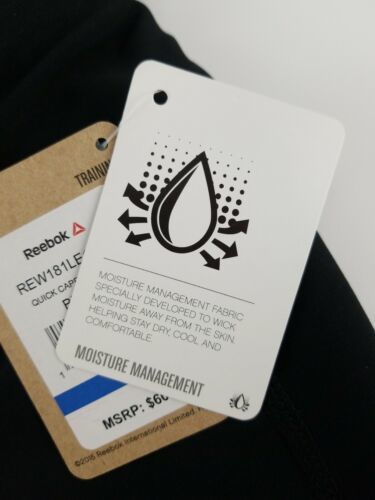 TRAININ
Reebok
REW181LE
QUICK CAP
MSRP: $60
©2016 Reebok International Limited.
MOISTURE MANAGEMENT FABRIC
SPECIALLY DEVELOPED TO WICK
MOISTURE AWAY FROM THE SKIN.
HELPING STAY DRY, COOL AND
COMFORTABLE
MOISTURE MANAGEMENT